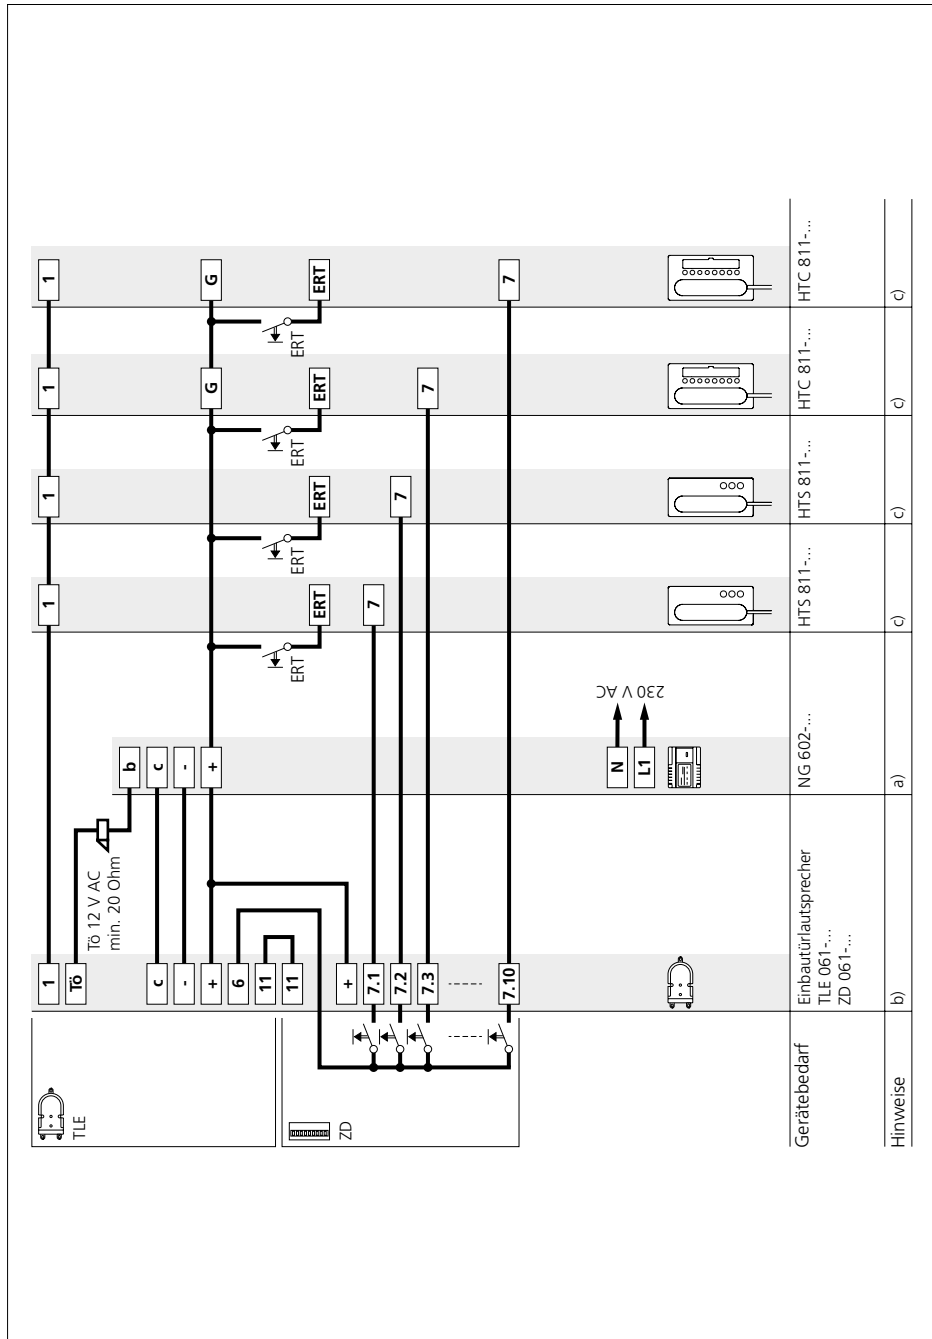 1 1 1 1 1
TLE
Tö
Tö 12 V AC
min. 20 Ohm
b
c c
- -
+ + G G
6
11
11
ERT ERT ERT ERT
ERT ERT ERT ERT
ZD
+
7.1 7
7.2 7
7.3 7
7.10 7
N
230 V AC
L1
Gerätebedarf
Einbautürlautsprecher
TLE 061-...
ZD 061-...
NG 602-...
HTS 811-...
HTS 811-...
HTC 811-...
HTC 811-...
Hinweise
b)
a)
c)
c)
c)
c)